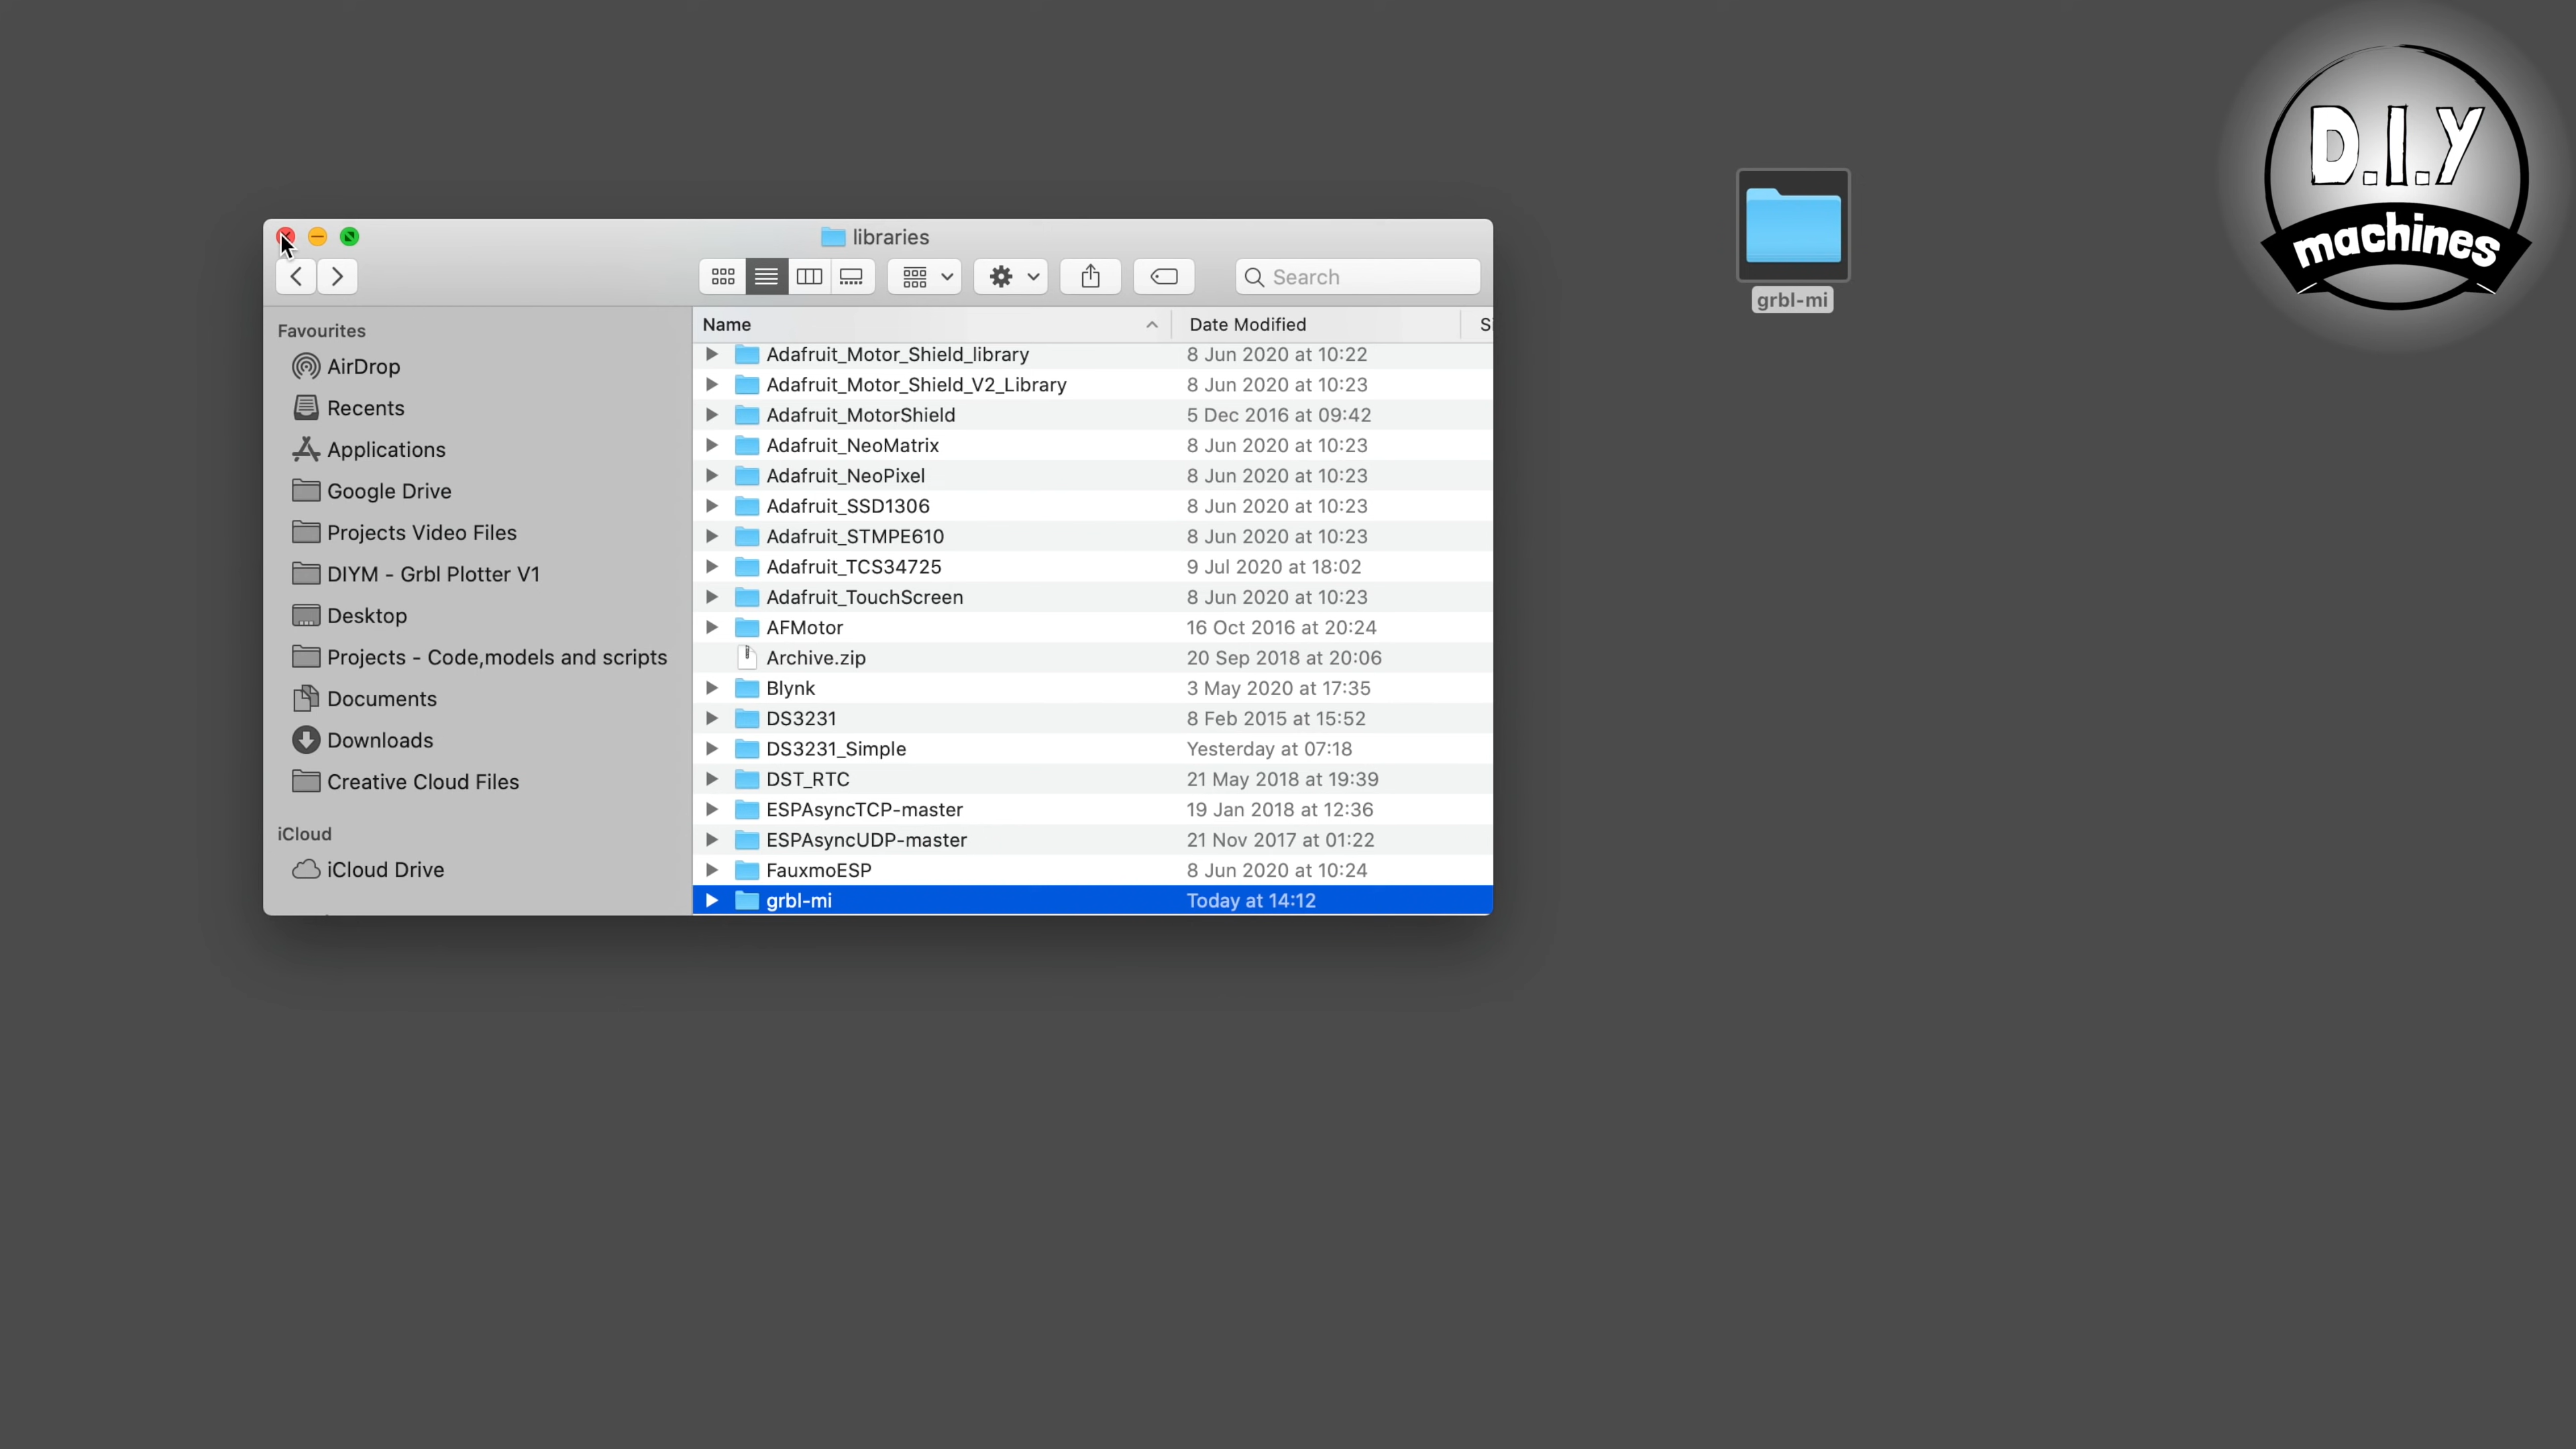 D.I.Y
machines
libraries
Search
grbl-mi
Favourites
AirDrop
Recents
Applications
Google Drive
Projects Video Files
DIYM - Grbl Plotter V1
Desktop
Projects - Code,models and scripts
Documents
Downloads
Creative Cloud Files
iCloud
iCloud Drive
Name Date Modified
Adafruit_Motor_Shield_library 8 Jun 2020 at 10:22
Adafruit_Motor_Shield_V2_Library 8 Jun 2020 at 10:23
Adafruit_MotorShield 5 Dec 2016 at 09:42
Adafruit_NeoMatrix 8 Jun 2020 at 10:23
Adafruit_NeoPixel 8 Jun 2020 at 10:23
Adafruit_SSD1306 8 Jun 2020 at 10:23
Adafruit_STMPE610 8 Jun 2020 at 10:23
Adafruit_TCS34725 9 Jul 2020 at 18:02
Adafruit_TouchScreen 8 Jun 2020 at 10:23
AFMotor 16 Oct 2016 at 20:24
Archive.zip 20 Sep 2018 at 20:06
Blynk 3 May 2020 at 17:35
DS3231 8 Feb 2015 at 15:52
DS3231_Simple Yesterday at 07:18
DST_RTC 21 May 2018 at 19:39
ESPAsyncTCP-master 19 Jan 2018 at 12:36
ESPAsyncUDP-master 21 Nov 2017 at 01:22
FauxmoESP 8 Jun 2020 at 10:24
grbl-mi Today at 14:12